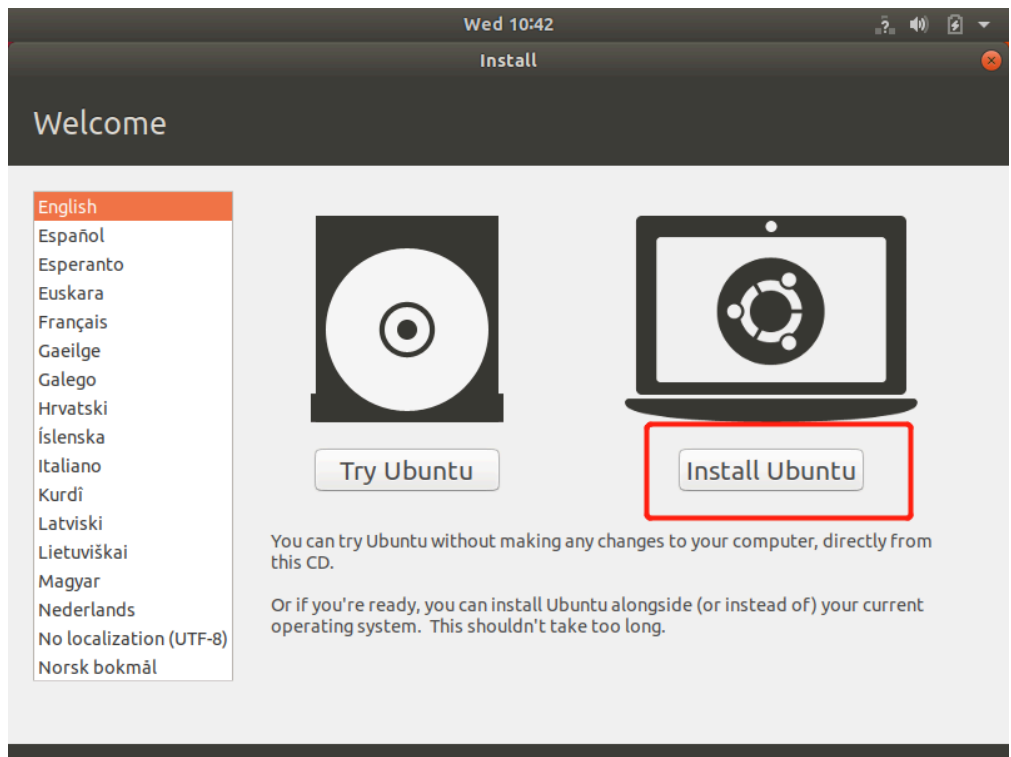 Wed 10:42
Install
Welcome
English
Español
Esperanto
Euskara
Français
Gaeilge
Galego
Hrvatski
Íslenska
Italiano
Kurdî
Latviski
Lietuviškai
Magyar
Nederlands
No localization (UTF-8)
Norsk bokmål
Try Ubuntu
Install Ubuntu
You can try Ubuntu without making any changes to your computer, directly from
this CD.
Or if you're ready, you can install Ubuntu alongside (or instead of) your current
operating system. This shouldn't take too long.